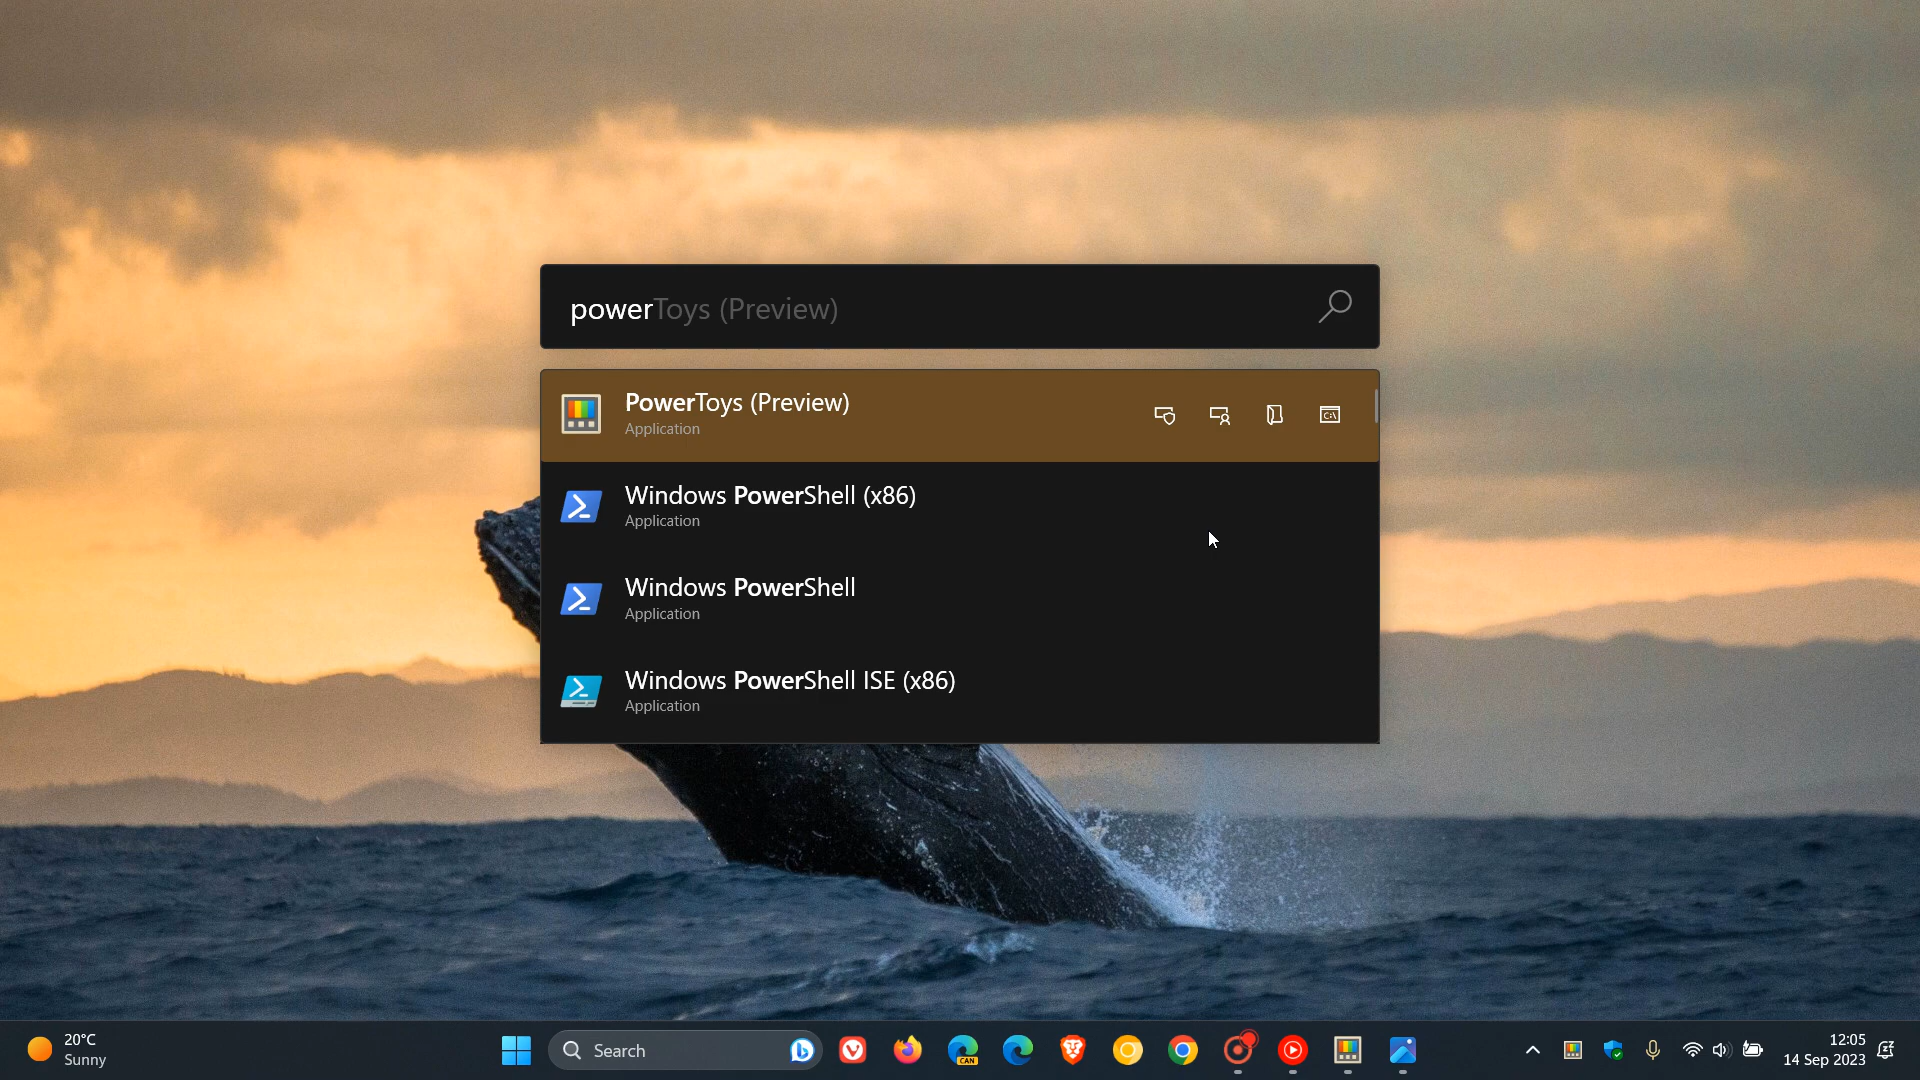 powerToys (Preview)
PowerToys (Preview)
Application
Windows PowerShell (x86)
Application
Windows PowerShell
Application
Windows PowerShell ISE (x86)
Application
20°C
Sunny
Search
CAN
12:05
14 Sep 2023